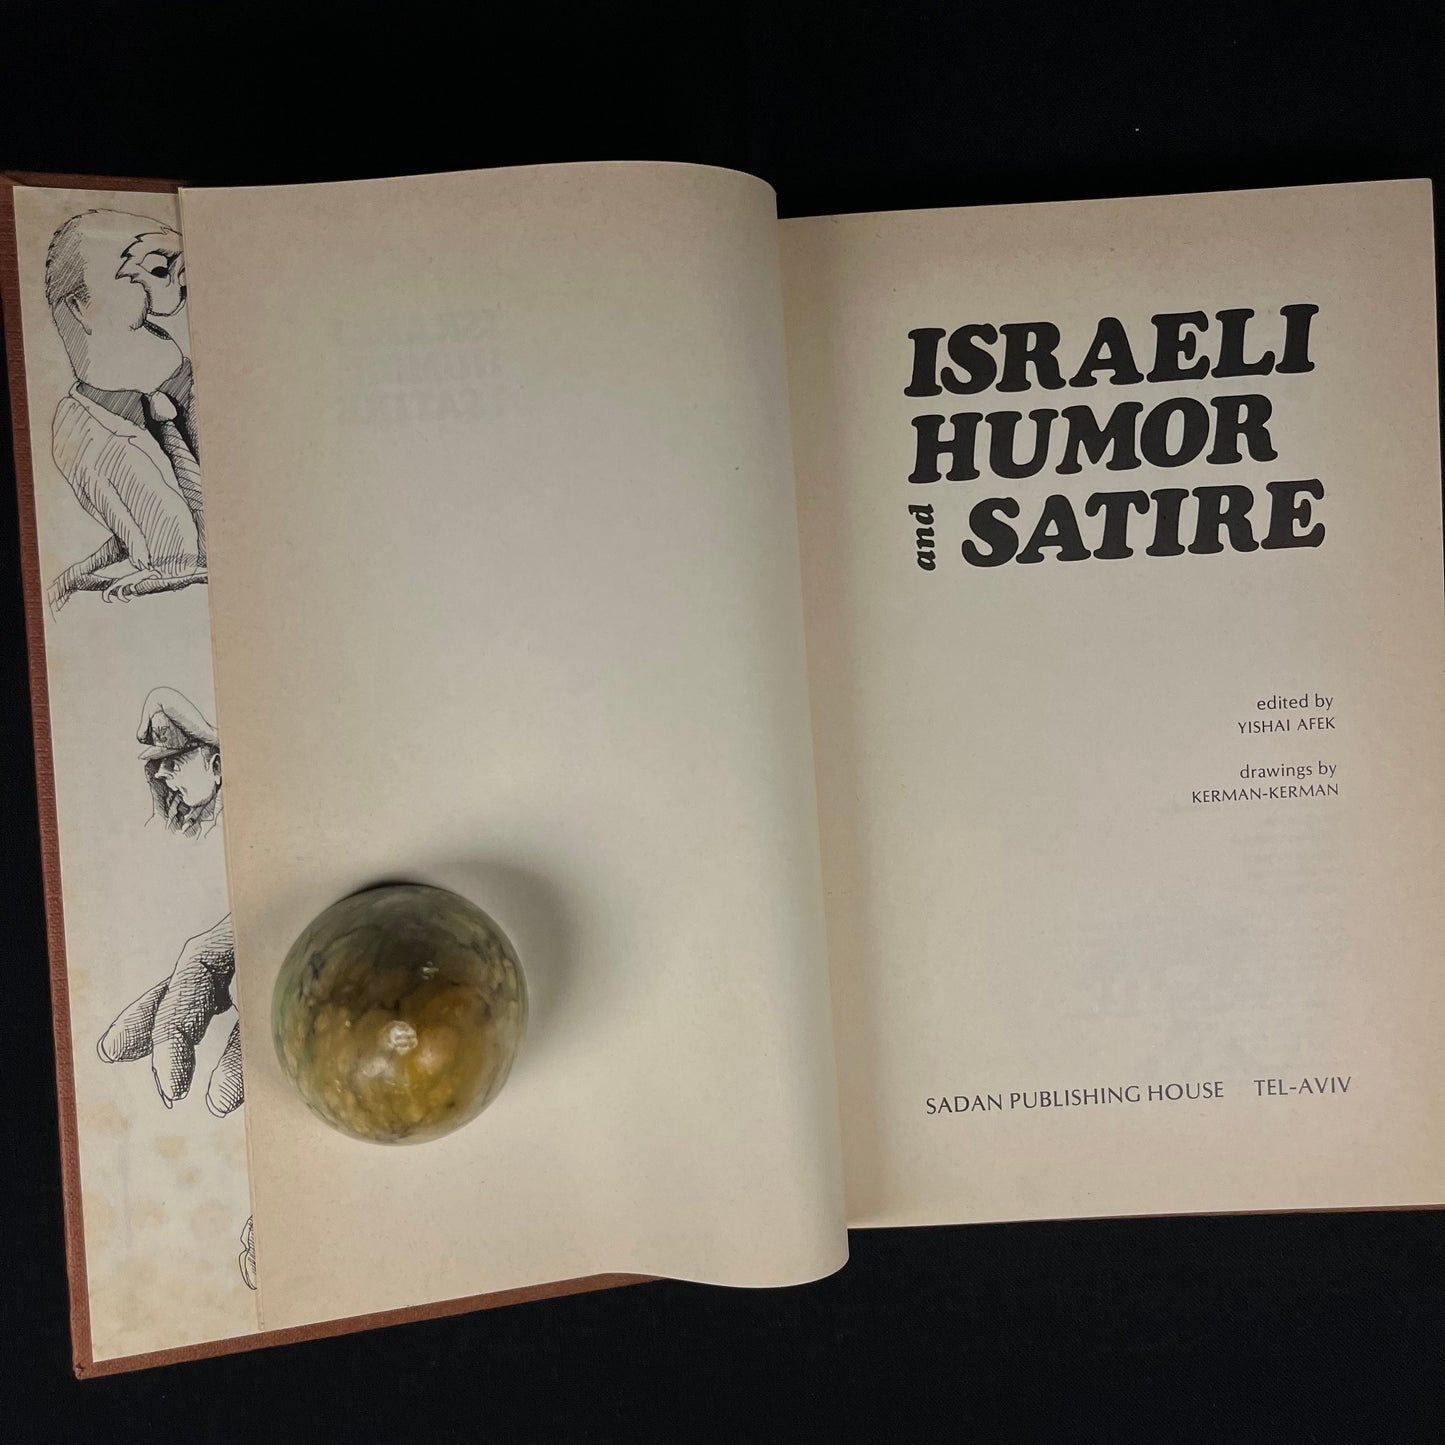 ISRAELI
HUMOR
and SATIRE
edited by
YISHAI AFEK
drawings by
KERMAN-KERMAN
SADAN PUBLISHING HOUSE TEL-AVIV